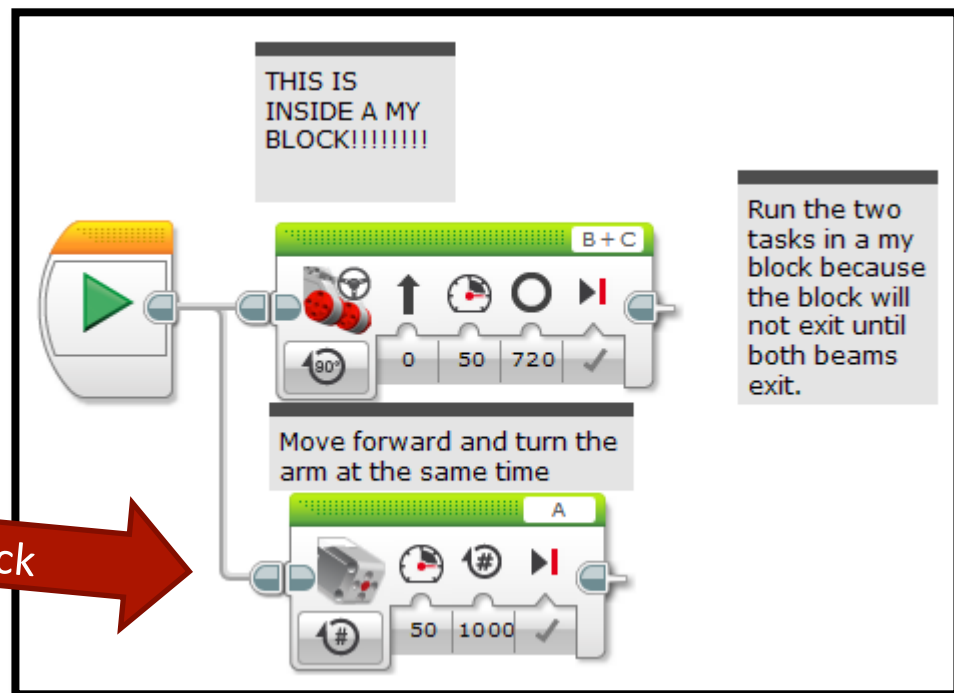 THIS IS
INSIDE A MY
BLOCK!!!!!!!!
Run the two
tasks in a my
block because
the block will
not exit until
both beams
exit.
B+C
90°
0 50 720
Move forward and turn the
arm at the same time
A
ck
#
#
50 1000